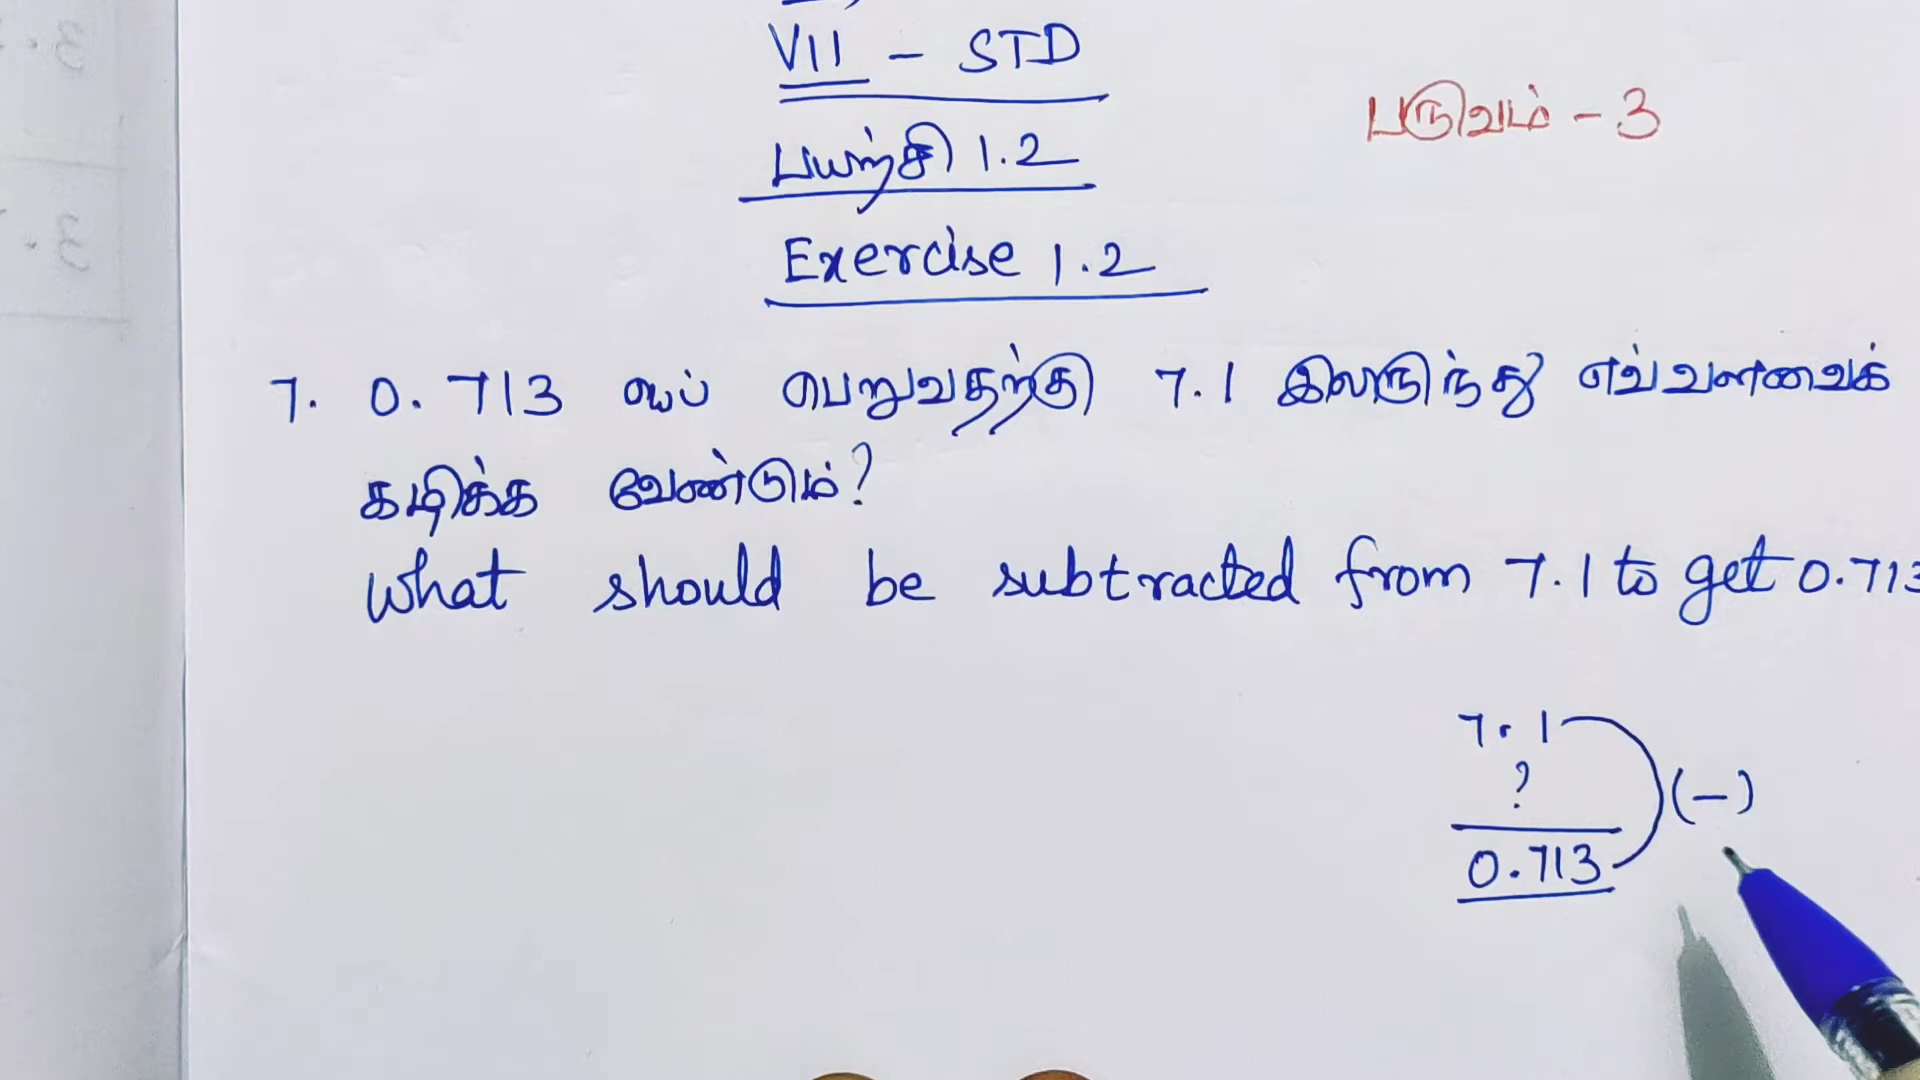 VII - STD
பருவம் - 3
பயிற்சி 1.2
Exercise 1.2
7. 0.713 ஐப் பெறுவதற்கு 7.1 இலிருந்து எவ்வளவைக்
கழிக்க வேண்டும்?
What should be subtracted from 7.1 to get 0.713
7.1
?
(-)
0.713